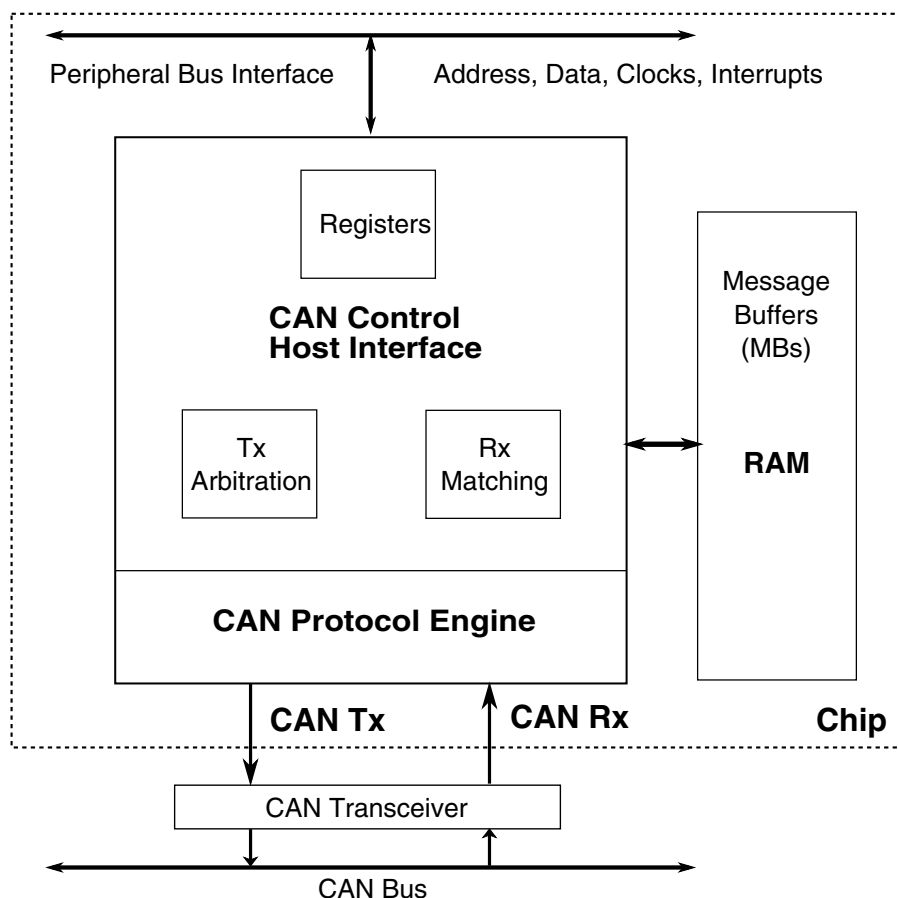 Peripheral Bus Interface
Address, Data, Clocks, Interrupts
Registers
CAN Control
Host Interface
Message
Buffers
(MBs)
RAM
Tx
Arbitration
Rx
Matching
CAN Protocol Engine
CAN Tx
CAN Rx
Chip
CAN Transceiver
CAN Bus